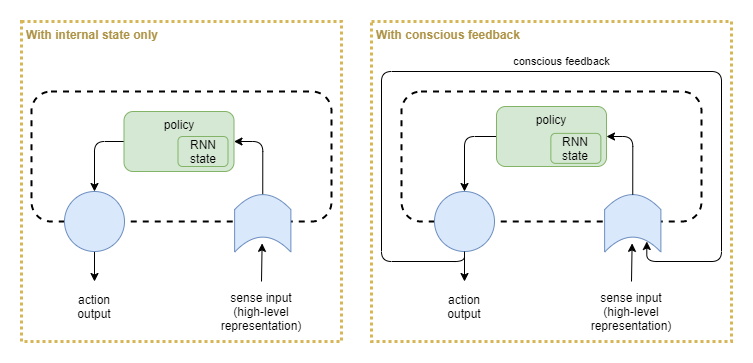 With internal state only
policy
RNN
state
action
output
sense input
(high-level
representation)
With conscious feedback
conscious feedback
policy
RNN
state
action
output
sense input
(high-level
representation)